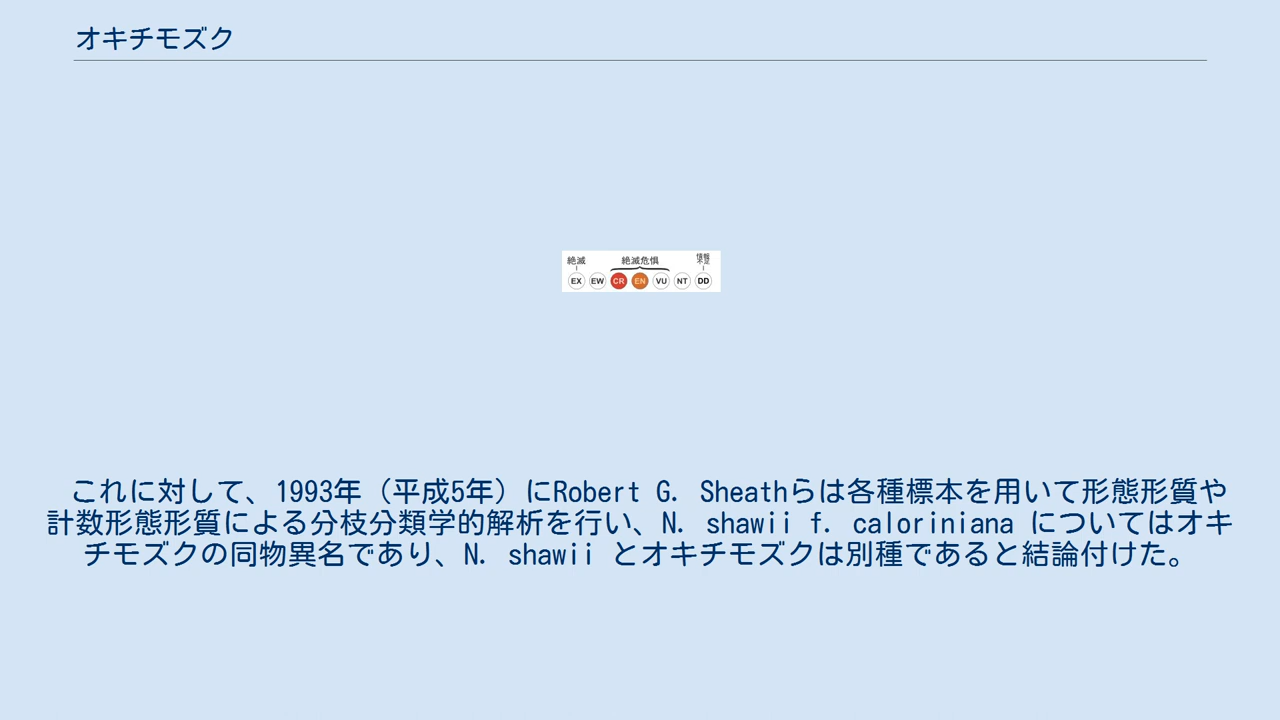 オキチモズク
絶滅 絶滅危惧 情報不足
EX EW CR EN VU NT DD
これに対して、1993年（平成5年）にRobert G. Sheathらは各種標本を用いて形態形質や
計数形態形質による分枝分類学的解析を行い、N. shawii f. caloriniana についてはオキ
チモズクの同物異名であり、N. shawii とオキチモズクは別種であると結論付けた。